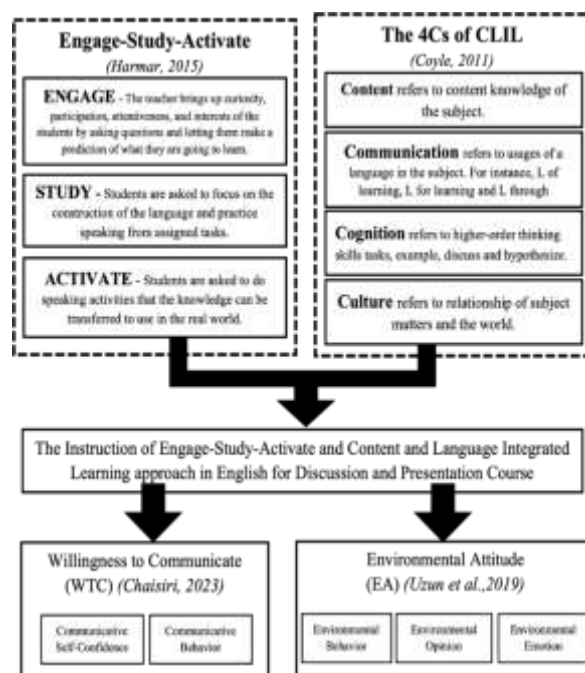 Engage-Study-Activate
(Harmar, 2015)
ENGAGE - The teacher brings up curiosity,
participation, attentiveness, and interests of the
students by asking questions and letting them make a
prediction of what they are going to learn.
STUDY - Students are asked to focus on the
construction of the language and practice
speaking from assigned tasks.
ACTIVATE - Students are asked to do
speaking activities that the knowledge can be
transferred to use in the real world.
The 4Cs of CLIL
(Coyle, 2011)
Content refers to content knowledge of
the subject.
Communication refers to usages of a
language in the subject. For instance, L of
learning, L for learning and L through
Cognition refers to higher-order thinking
skills tasks, example, discuss and hypothesize.
Culture refers to relationship of subject
matters and the world.
The Instruction of Engage-Study-Activate and Content and Language Integrated
Learning approach in English for Discussion and Presentation Course
Willingness to Communicate
(WTC) (Chaisiri, 2023)
Communicative
Self-Confidence
Communicative
Behavior
Environmental Attitude
(EA) (Uzun et al.,2019)
Environmental
Behavior
Environmental
Opinion
Environmental
Emotion